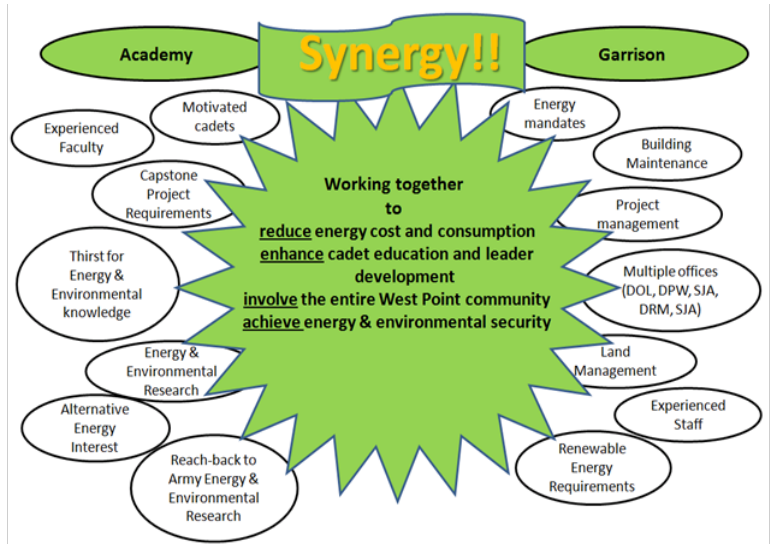 Synergy!!
Academy
Garrison
Motivated
cadets
Experienced
Faculty
Capstone
Project
Requirements
Thirst for
Energy &
Environmental
knowledge
Energy &
Environmental
Research
Alternative
Energy
Interest
Reach-back to
Army Energy &
Environmental
Research
Working together
to
reduce energy cost and consumption
enhance cadet education and leader
development
involve the entire West Point community
achieve energy & environmental security
Energy
mandates
Building
Maintenance
Project
management
Multiple offices
(DOL, DPW, SJA,
DRM, SJA)
Land
Management
Experienced
Staff
Renewable
Energy
Requirements